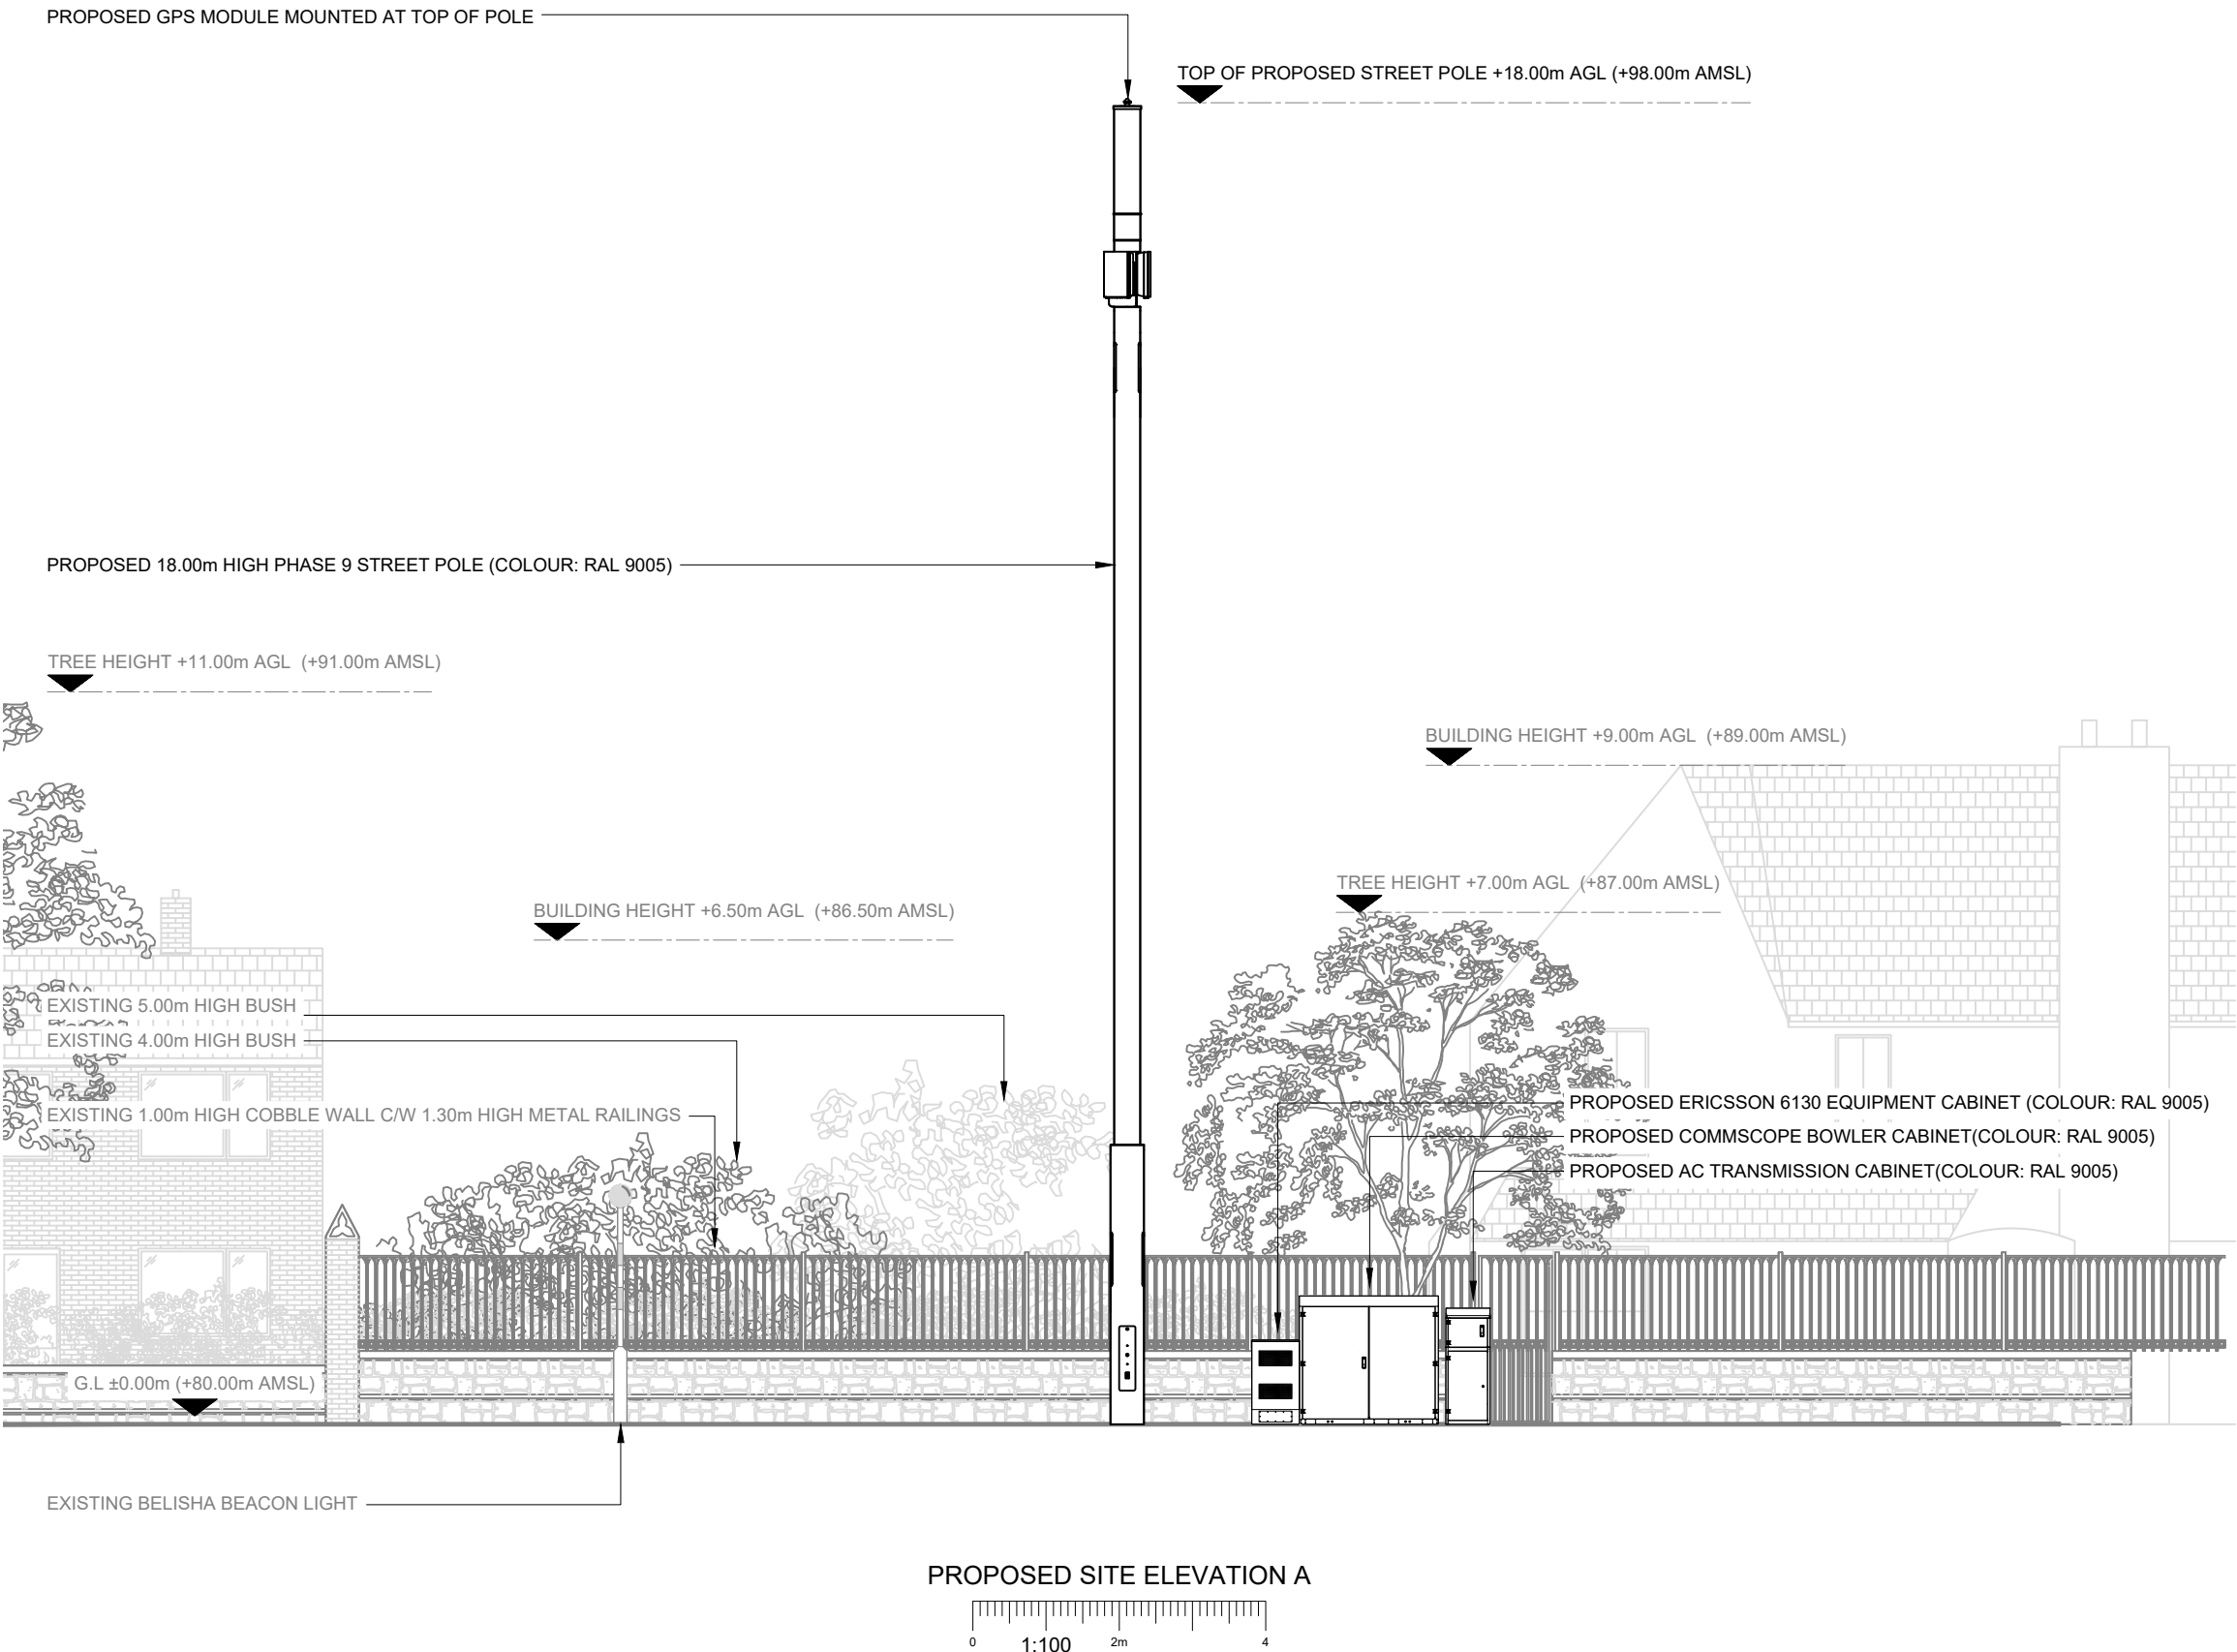 PROPOSED GPS MODULE MOUNTED AT TOP OF POLE
TOP OF PROPOSED STREET POLE +18.00m AGL (+98.00m AMSL)
PROPOSED 18.00m HIGH PHASE 9 STREET POLE (COLOUR: RAL 9005)
TREE HEIGHT +11.00m AGL (+91.00m AMSL)
BUILDING HEIGHT +9.00m AGL (+89.00m AMSL)
TREE HEIGHT +7.00m AGL (+87.00m AMSL)
BUILDING HEIGHT +6.50m AGL (+86.50m AMSL)
EXISTING 5.00m HIGH BUSH
EXISTING 4.00m HIGH BUSH
EXISTING 1.00m HIGH COBBLE WALL C/W 1.30m HIGH METAL RAILINGS
PROPOSED ERICSSON 6130 EQUIPMENT CABINET (COLOUR: RAL 9005)
PROPOSED COMMSCOPE BOWLER CABINET(COLOUR: RAL 9005)
PROPOSED AC TRANSMISSION CABINET(COLOUR: RAL 9005)
G.L ±0.00m (+80.00m AMSL)
EXISTING BELISHA BEACON LIGHT
PROPOSED SITE ELEVATION A
0 1:100 2m 4